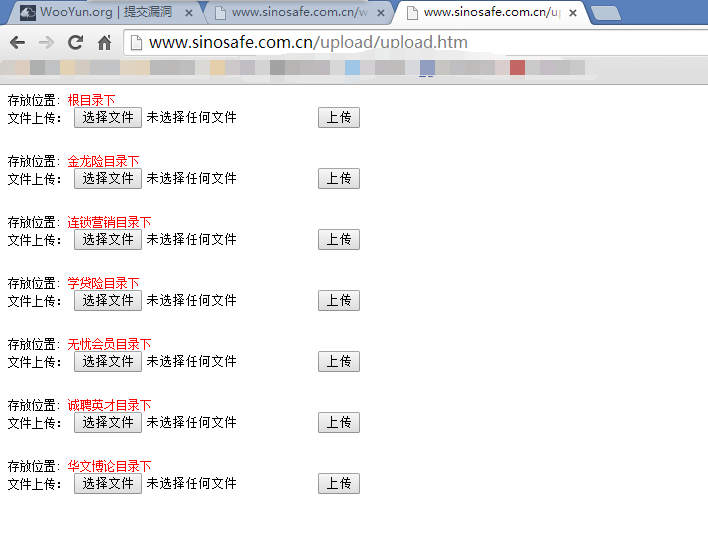 WooYun.org | 提交漏洞
www.sinosafe.com.cn/w
www.sinosafe.com.cn/up
www.sinosafe.com.cn/upload/upload.htm
存放位置：根目录下
文件上传： 选择文件 未选择任何文件 上传
存放位置：金龙险目录下
文件上传： 选择文件 未选择任何文件 上传
存放位置：连锁营销目录下
文件上传： 选择文件 未选择任何文件 上传
存放位置：学贷险目录下
文件上传： 选择文件 未选择任何文件 上传
存放位置：无忧会员目录下
文件上传： 选择文件 未选择任何文件 上传
存放位置：诚聘英才目录下
文件上传： 选择文件 未选择任何文件 上传
存放位置：华文博论目录下
文件上传： 选择文件 未选择任何文件 上传